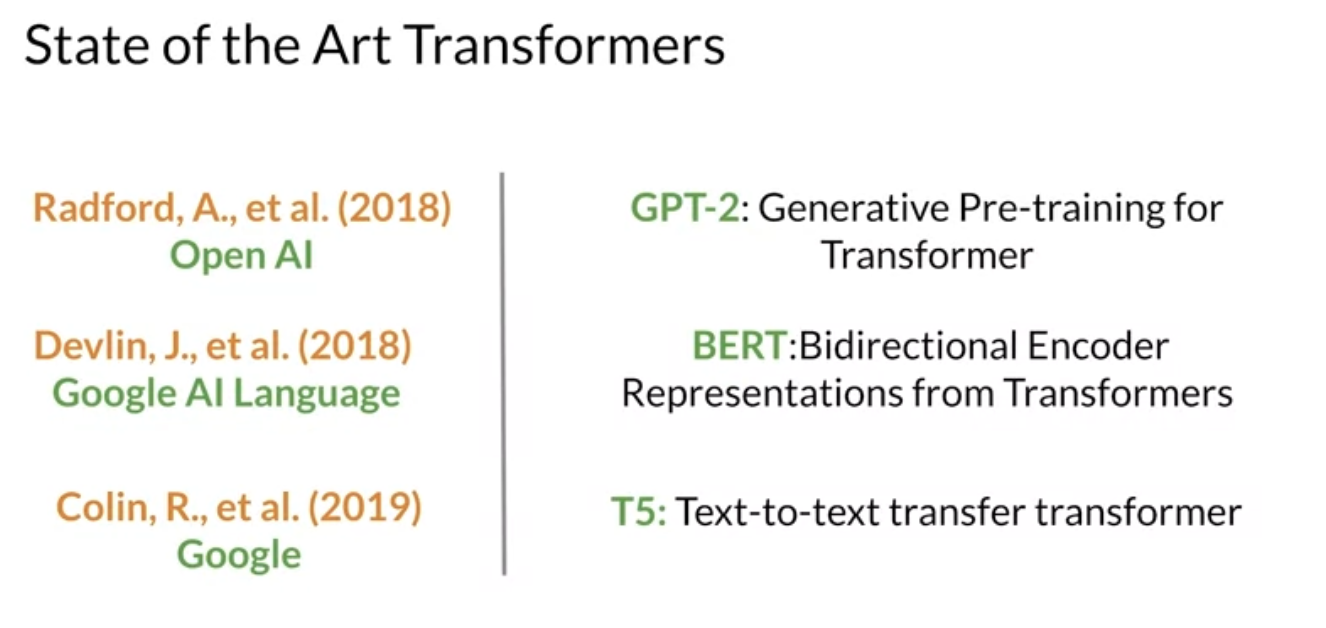 State of the Art Transformers
Radford, A., et al. (2018)
Open AI
GPT-2: Generative Pre-training for
Transformer
Devlin, J., et al. (2018)
Google AI Language
BERT:Bidirectional Encoder
Representations from Transformers
Colin, R., et al. (2019)
Google
T5: Text-to-text transfer transformer